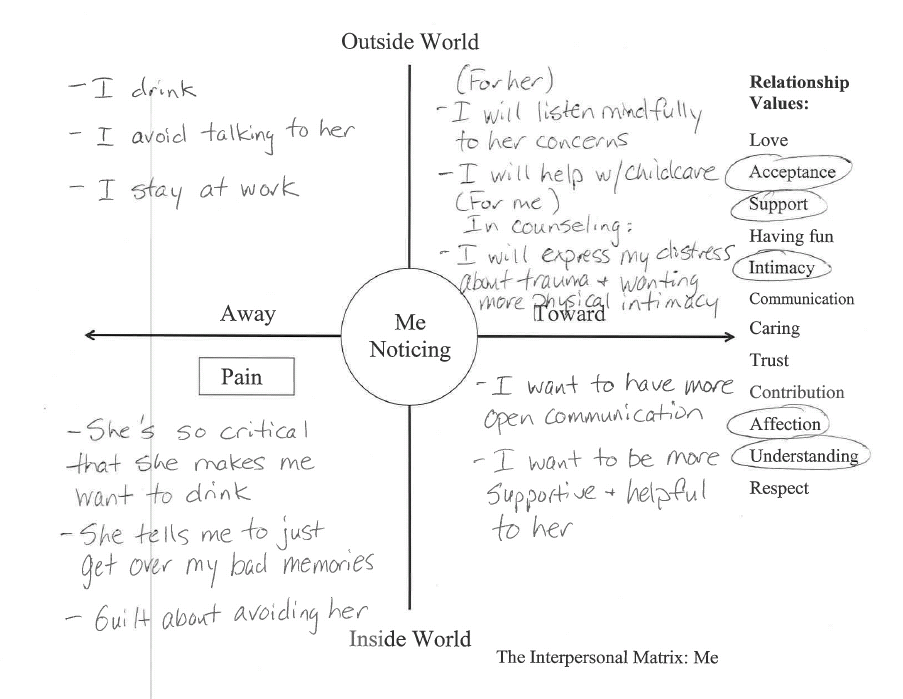 Outside World
- I drink
- I avoid talking to her
- I stay at work
(For her)
- I will listen mindfully
to her concerns
- I will help w/childcare
(For me)
In counseling:
- I will express my distress
about trauma + wanting
more physical intimacy
Relationship
Values:
Love
Acceptance
Support
Having fun
Intimacy
Communication
Caring
Trust
Contribution
Affection
Understanding
Respect
Away
Me
Noticing
Toward
Pain
- She's so critical
that she makes me
want to drink
- She tells me to just
get over my bad memories
- Guilt about avoiding her
- I want to have more
open communication
- I want to be more
supportive + helpful
to her
Inside World
The Interpersonal Matrix: Me